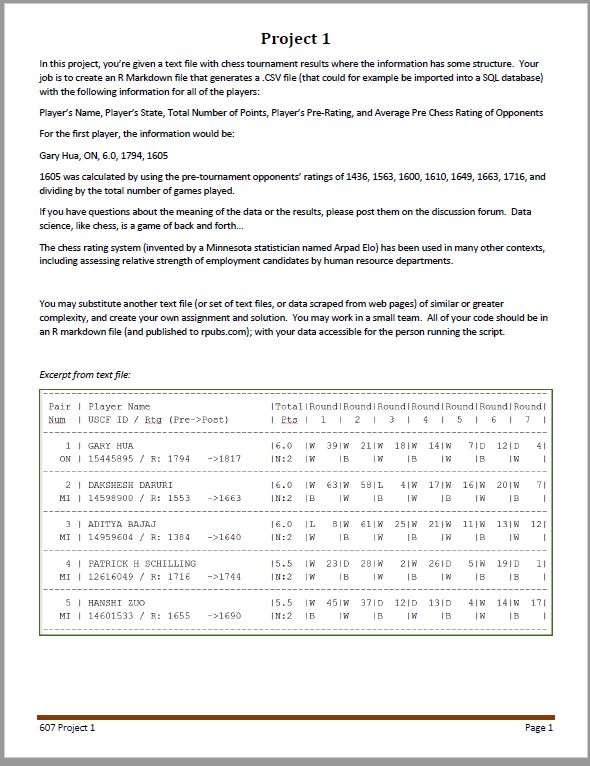 Project 1
In this project, you're given a text file with chess tournament results where the information has some structure. Your
job is to create an R Markdown file that generates a .CSV file (that could for example be imported into a SQL database)
with the following information for all of the players:
Player's Name, Player's State, Total Number of Points, Player's Pre-Rating, and Average Pre Chess Rating of Opponents
For the first player, the information would be:
Gary Hua, ON, 6.0, 1794, 1605
1605 was calculated by using the pre-tournament opponents' ratings of 1436, 1563, 1600, 1610, 1649, 1663, 1716, and
dividing by the total number of games played.
If you have questions about the meaning of the data or the results, please post them on the discussion forum. Data
science, like chess, is a game of back and forth...
The chess rating system (invented by a Minnesota statistician named Arpad Elo) has been used in many other contexts,
including assessing relative strength of employment candidates by human resource departments.
You may substitute another text file (or set of text files, or data scraped from web pages) of similar or greater
complexity, and create your own assignment and solution. You may work in a small team. All of your code should be in
an R markdown file (and published to rpubs.com); with your data accessible for the person running the script.
Excerpt from text file:
Pair | Player Name |Total|Round|Round|Round|Round|Round|Round|Round|
Num | USCF ID / Rtg (Pre->Post) | Pts | 1 | 2 | 3 | 4 | 5 | 6 | 7 |
1 | GARY HUA |6.0 |W 39|W 21|W 18|W 14|W 7|D 12|D 4|
ON | 15445895 / R: 1794 ->1817 |N:2 |W |B |W |B |W |B |W |
2 | DAKSHESH DARURI |6.0 |W 63|W 58|L 4|W 17|W 16|W 20|W 7|
MI | 14598900 / R: 1553 ->1663 |N:2 |B |W |B |W |B |W |B |
3 | ADITYA BAJAJ |6.0 |L 8|W 61|W 25|W 21|W 11|W 13|W 12|
MI | 14959604 / R: 1384 ->1640 |N:2 |W |B |W |B |W |B |W |
4 | PATRICK H SCHILLING |5.5 |W 23|D 28|W 2|W 26|D 5|W 19|D 1|
MI | 12616049 / R: 1716 ->1744 |N:2 |W |B |W |B |W |B |B |
5 | HANSHI ZUO |5.5 |W 45|W 37|D 12|D 13|D 4|W 14|W 17|
MI | 14601533 / R: 1655 ->1690 |N:2 |B |W |B |W |B |W |B |
607 Project 1 Page 1